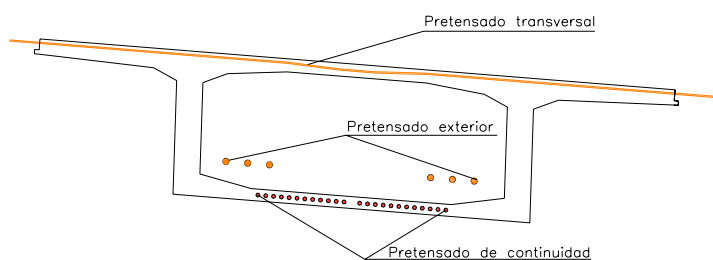 Pretensado transversal
Pretensado exterior
Pretensado de continuidad